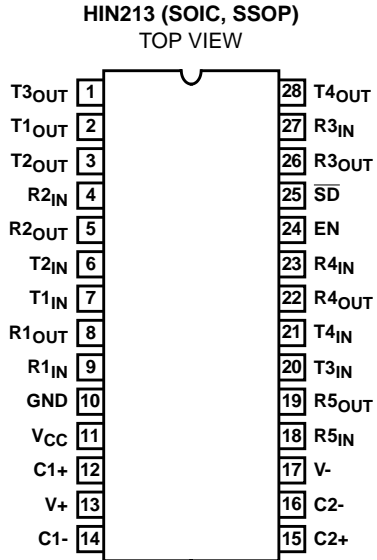 HIN213 (SOIC, SSOP)
TOP VIEW
T3OUT 1 28 T4OUT
T1OUT 2 27 R3IN
T2OUT 3 26 R3OUT
R2IN 4 25 S̅D̅
R2OUT 5 24 EN
T2IN 6 23 R4IN
T1IN 7 22 R4OUT
R1OUT 8 21 T4IN
R1IN 9 20 T3IN
GND 10 19 R5OUT
VCC 11 18 R5IN
C1+ 12 17 V-
V+ 13 16 C2-
C1- 14 15 C2+